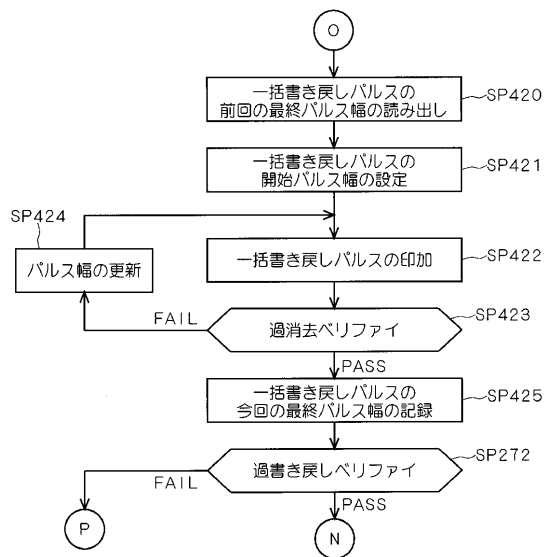 O
一括書き戻しパルスの
前回の最終パルス幅の読み出し
SP420
一括書き戻しパルスの
開始パルス幅の設定
SP421
SP424
パルス幅の更新
一括書き戻しパルスの印加
SP422
SP423
FAIL
過消去ベリファイ
PASS
一括書き戻しパルスの
今回の最終パルス幅の記録
SP425
SP272
過書き戻しベリファイ
FAIL
PASS
P
N